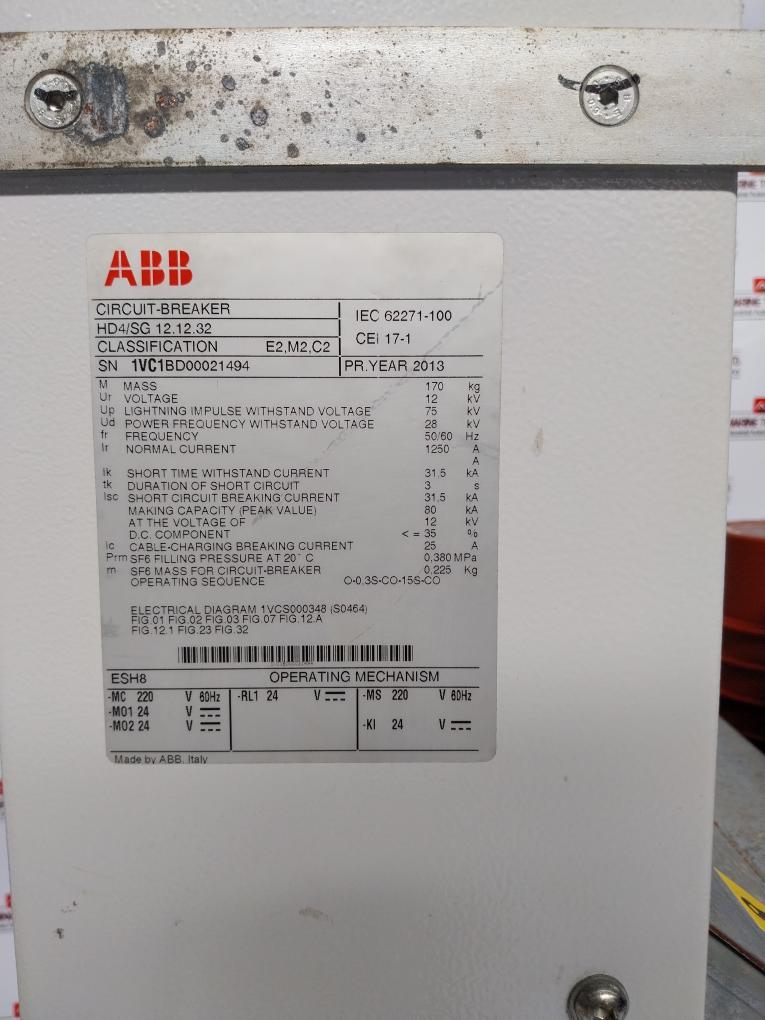 ABB
CIRCUIT-BREAKER
IEC 62271-100
HD4/SG 12.12.32
CEI 17-1
CLASSIFICATION E2,M2,C2
SN 1VC1BD00021494
PR.YEAR 2013
M MASS 170 kg
Ur VOLTAGE 12 kV
Up LIGHTNING IMPULSE WITHSTAND VOLTAGE 75 kV
Ud POWER FREQUENCY WITHSTAND VOLTAGE 28 kV
fr FREQUENCY 50/60 Hz
Ir NORMAL CURRENT 1250 A
A
Ik SHORT TIME WITHSTAND CURRENT 31.5 kA
tk DURATION OF SHORT CIRCUIT 3 s
Isc SHORT CIRCUIT BREAKING CURRENT 31.5 kA
MAKING CAPACITY (PEAK VALUE) 80 kA
AT THE VOLTAGE OF 12 kV
D.C. COMPONENT <= 35 %
Ic CABLE-CHARGING BREAKING CURRENT 25 A
Prm SF6 FILLING PRESSURE AT 20° C 0.380 MPa
m SF6 MASS FOR CIRCUIT-BREAKER 0.225 Kg
OPERATING SEQUENCE O-0.3S-CO-15S-CO
ELECTRICAL DIAGRAM 1VCS000348 (S0464)
FIG.01 FIG.02 FIG.03 FIG.07 FIG.12.A
FIG.12.1 FIG.23 FIG.32
ESH8 OPERATING MECHANISM
-MC 220 V 60Hz -RL1 24 V -MS 220 V 60Hz
-MO1 24 V
-MO2 24 V -KI 24 V
Made by ABB. Italy